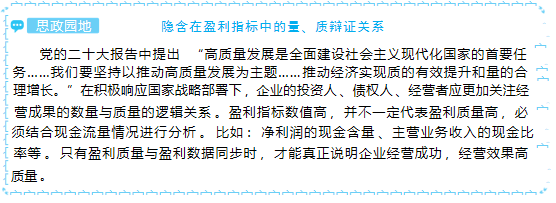 思政园地 隐含在盈利指标中的量、质辩证关系
党的二十大报告中提出 “高质量发展是全面建设社会主义现代化国家的首要任
务……我们要坚持以推动高质量发展为主题……推动经济实现质的有效提升和量的合
理增长。”在积极响应国家战略部署下，企业的投资人、债权人、经营者应更加关注经
营成果的数量与质量的逻辑关系。盈利指标数值高，并不一定代表盈利质量高，必
须结合现金流量情况进行分析。比如：净利润的现金含量、主营业务收入的现金比
率等。只有盈利质量与盈利数据同步时，才能真正说明企业经营成功，经营效果高
质量。